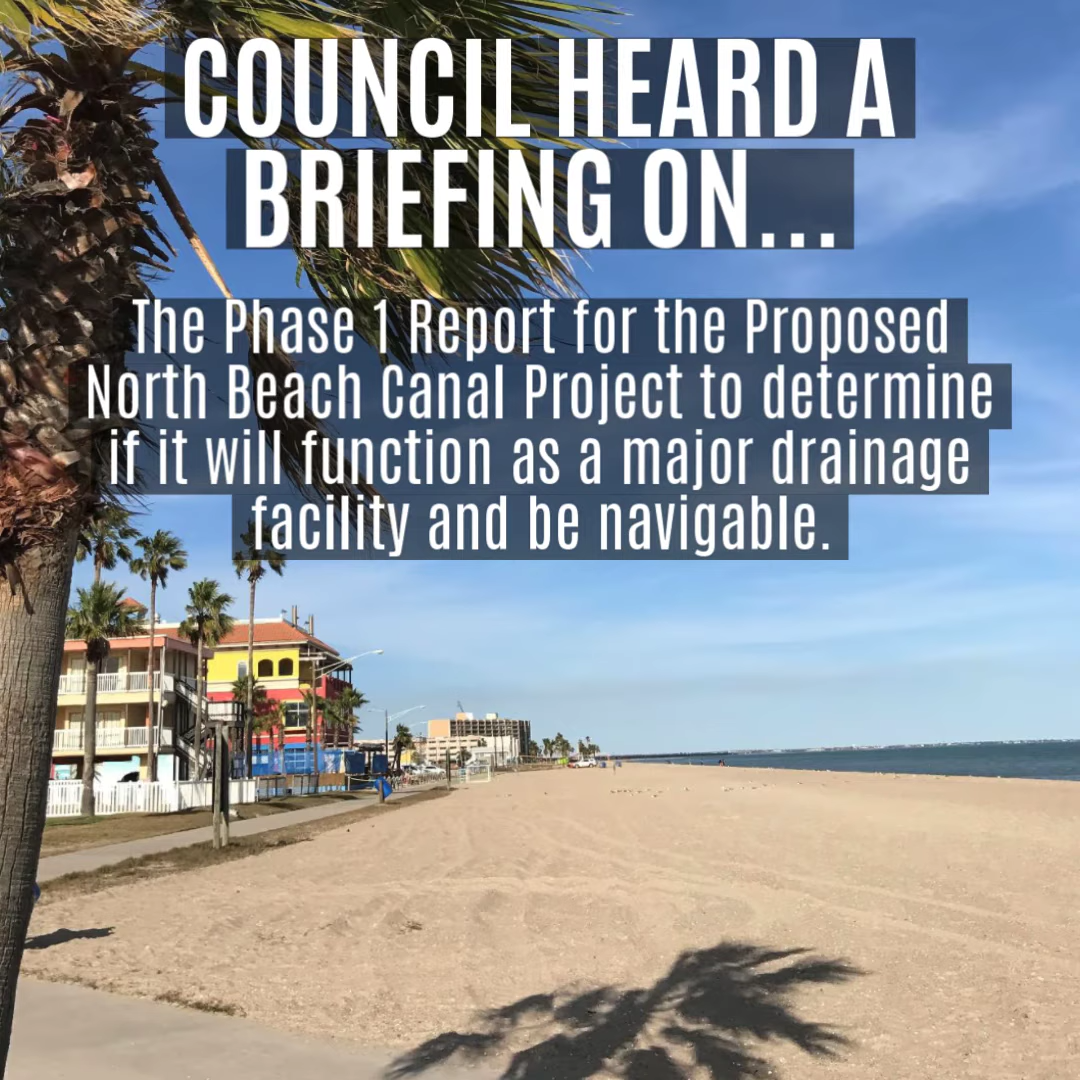 COUNCIL HEARD A
BRIEFING ON...
The Phase 1 Report for the Proposed
North Beach Canal Project to determine
if it will function as a major drainage
facility and be navigable.